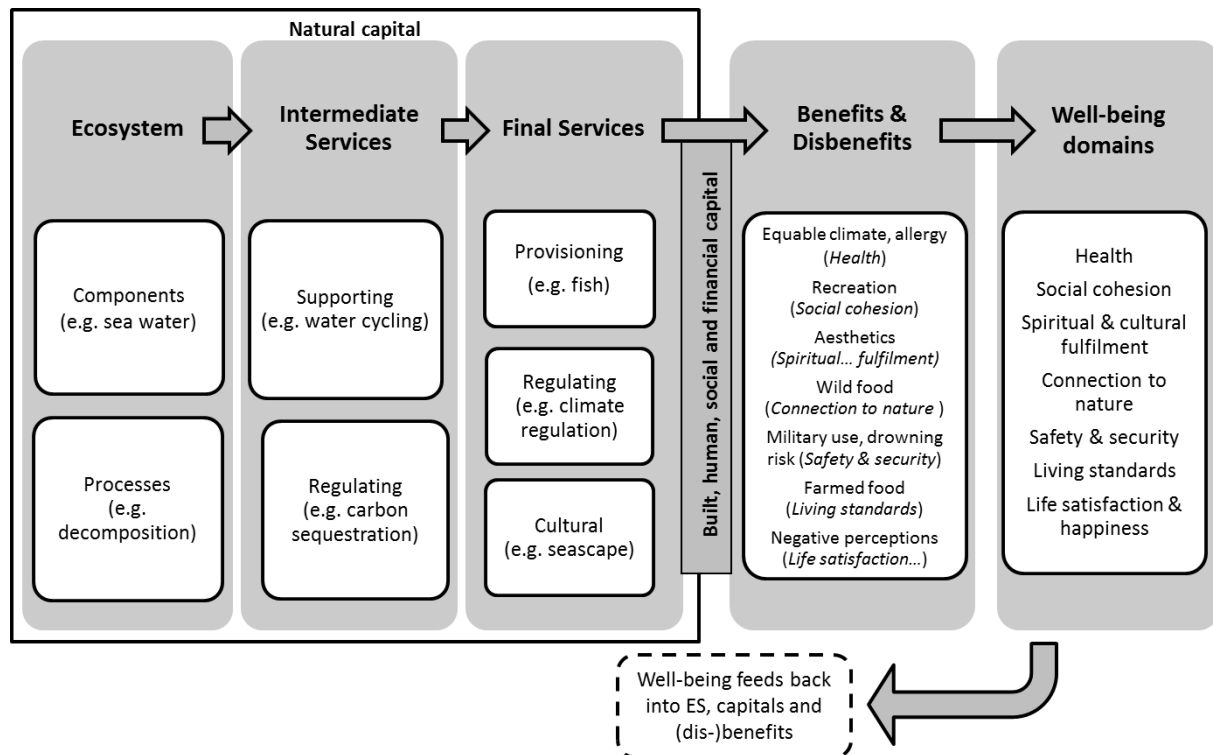 Natural capital
Ecosystem
Intermediate
Services
Final Services
Benefits &
Disbenefits
Well-being
domains
Components
(e.g. sea water)
Processes
(e.g.
decomposition)
Supporting
(e.g. water cycling)
Regulating
(e.g. carbon
sequestration)
Provisioning
(e.g. fish)
Regulating
(e.g. climate
regulation)
Cultural
(e.g. seascape)
Built, human, social and financial capital
Equable climate, allergy
(Health)
Recreation
(Social cohesion)
Aesthetics
(Spiritual... fulfilment)
Wild food
(Connection to nature )
Military use, drowning
risk (Safety & security)
Farmed food
(Living standards)
Negative perceptions
(Life satisfaction...)
Health
Social cohesion
Spiritual & cultural
fulfilment
Connection to
nature
Safety & security
Living standards
Life satisfaction &
happiness
Well-being feeds back
into ES, capitals and
(dis-)benefits